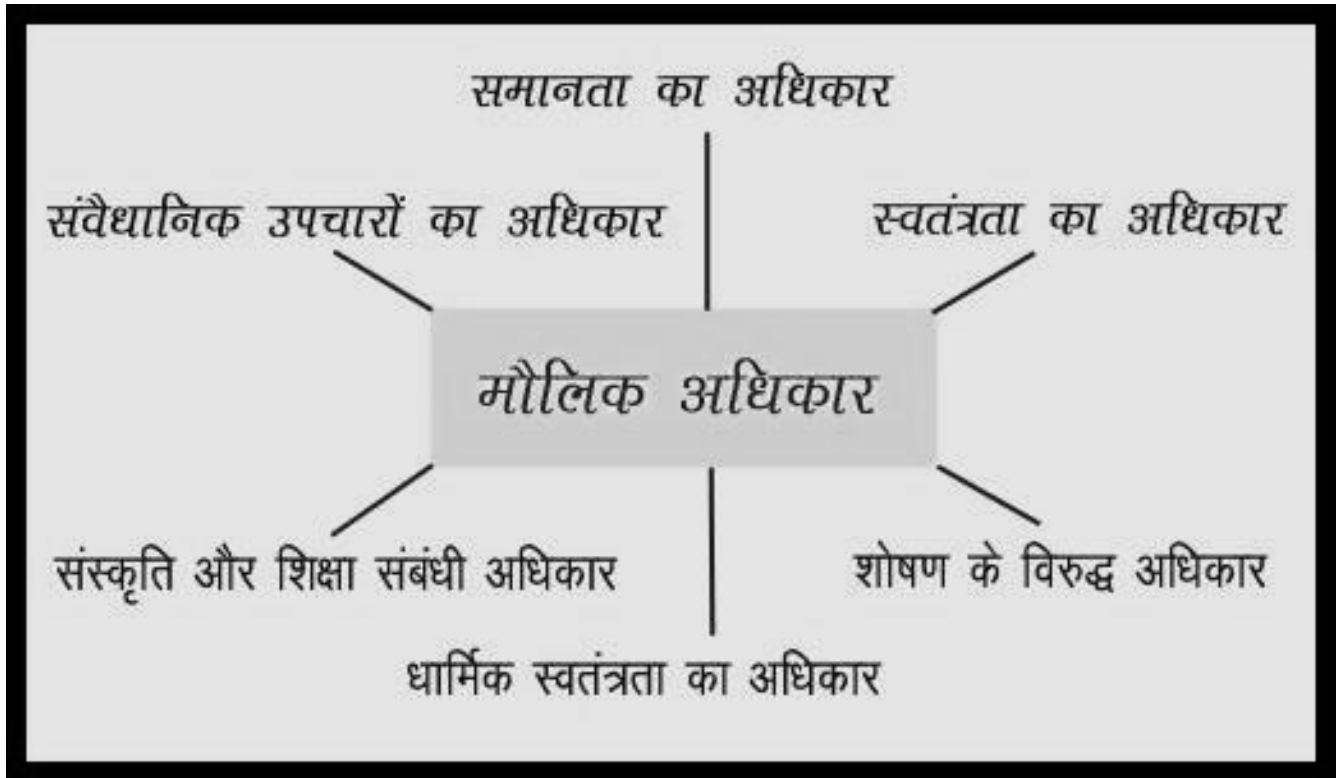 समानता का अधिकार
संवैधानिक उपचारों का अधिकार
स्वतंत्रता का अधिकार
मौलिक अधिकार
संस्कृति और शिक्षा संबंधी अधिकार
शोषण के विरुद्ध अधिकार
धार्मिक स्वतंत्रता का अधिकार